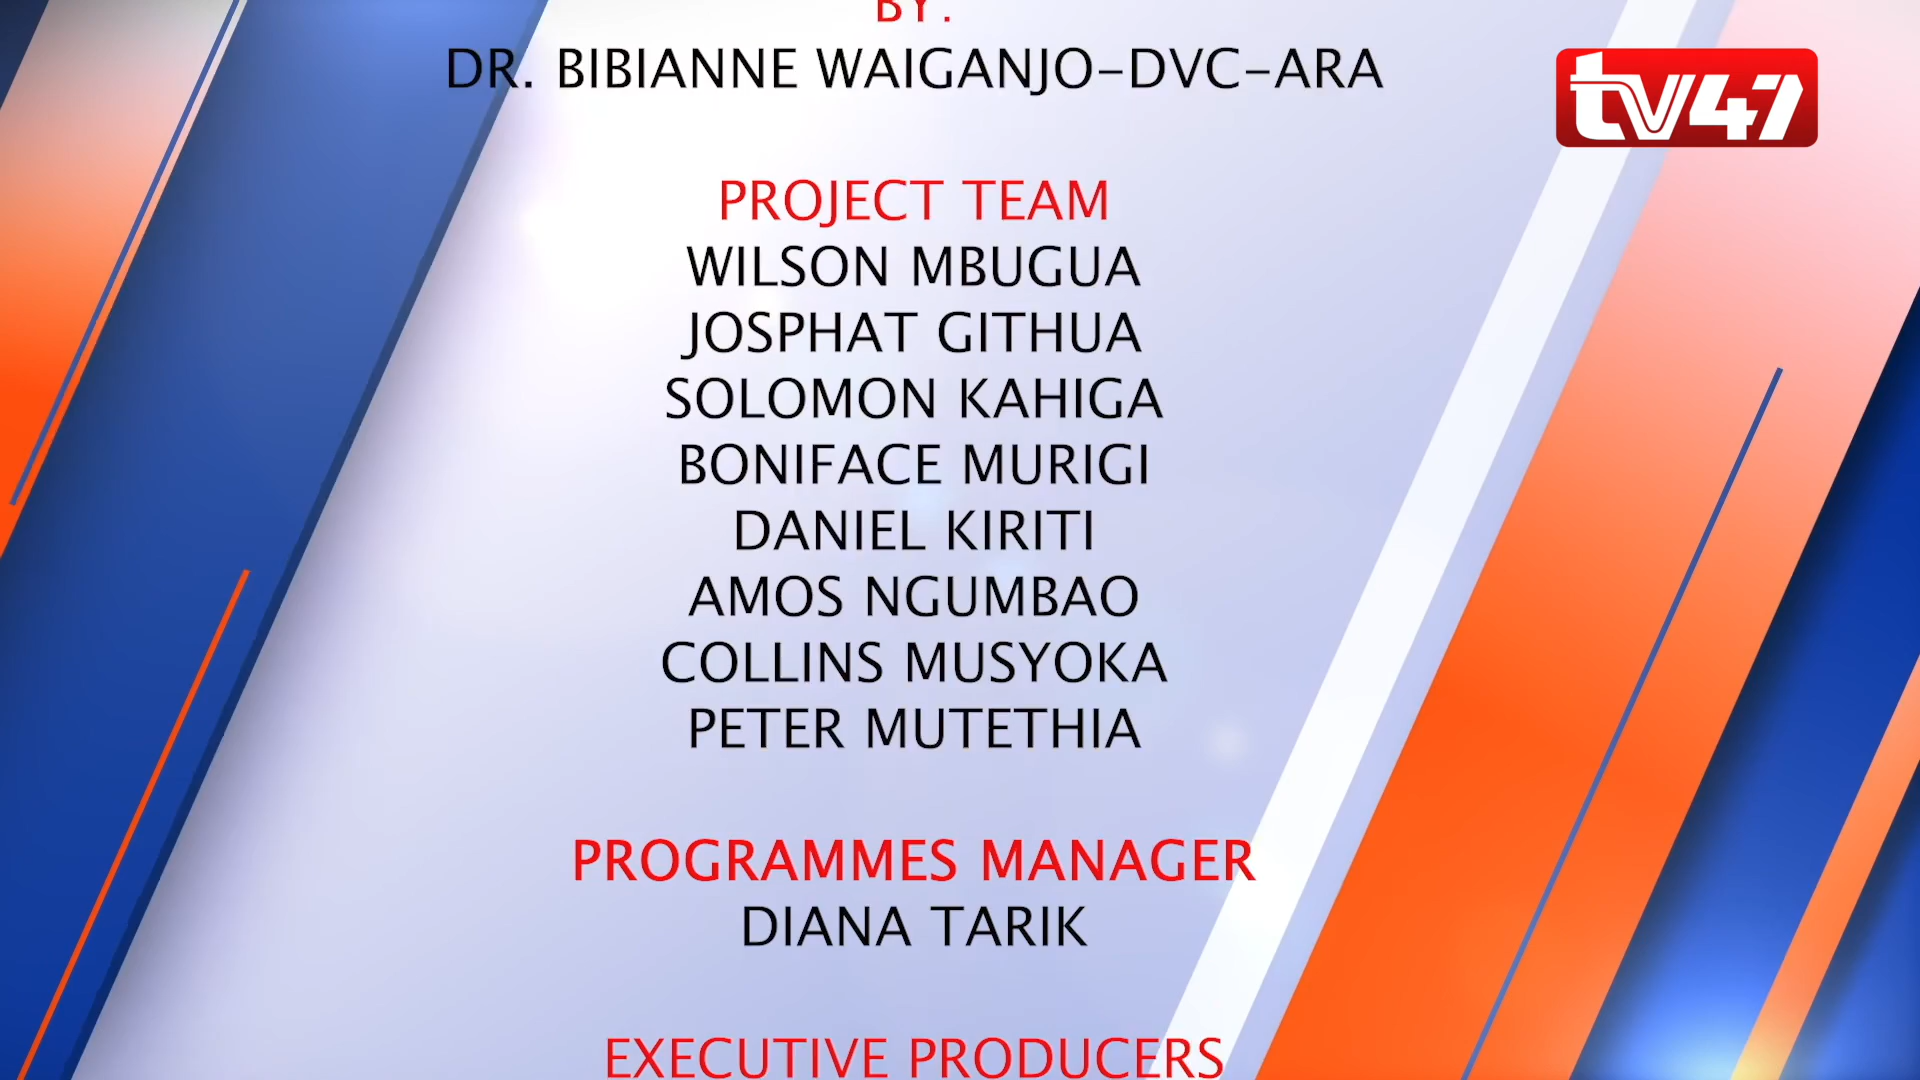 BY:
DR. BIBIANNE WAIGANJO-DVC-ARA
tv47
PROJECT TEAM
WILSON MBUGUA
JOSPHAT GITHUA
SOLOMON KAHIGA
BONIFACE MURIGI
DANIEL KIRITI
AMOS NGUMBAO
COLLINS MUSYOKA
PETER MUTETHIA
PROGRAMMES MANAGER
DIANA TARIK
EXECUTIVE PRODUCERS